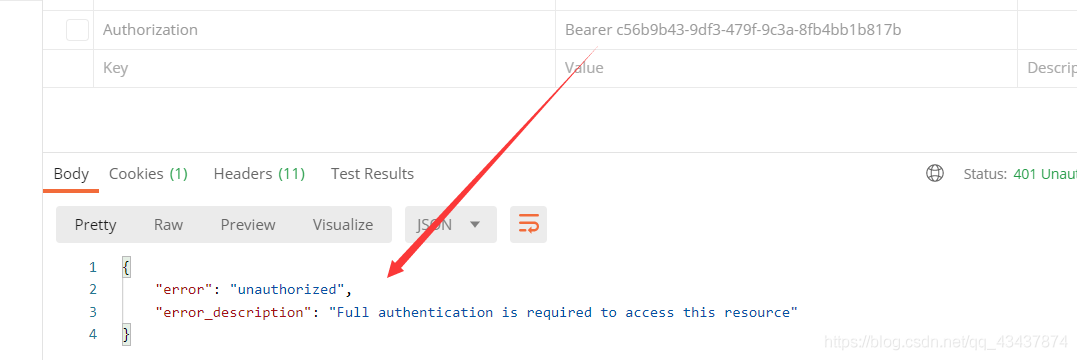 Authorization Bearer c56b9b43-9df3-479f-9c3a-8fb4bb1b817b
Key Value Descrip
Body Cookies (1) Headers (11) Test Results Status: 401 Unaut
Pretty Raw Preview Visualize JSON
1 {
2 "error": "unauthorized",
3 "error_description": "Full authentication is required to access this resource"
4 }
https://blog.csdn.net/qq_43437874